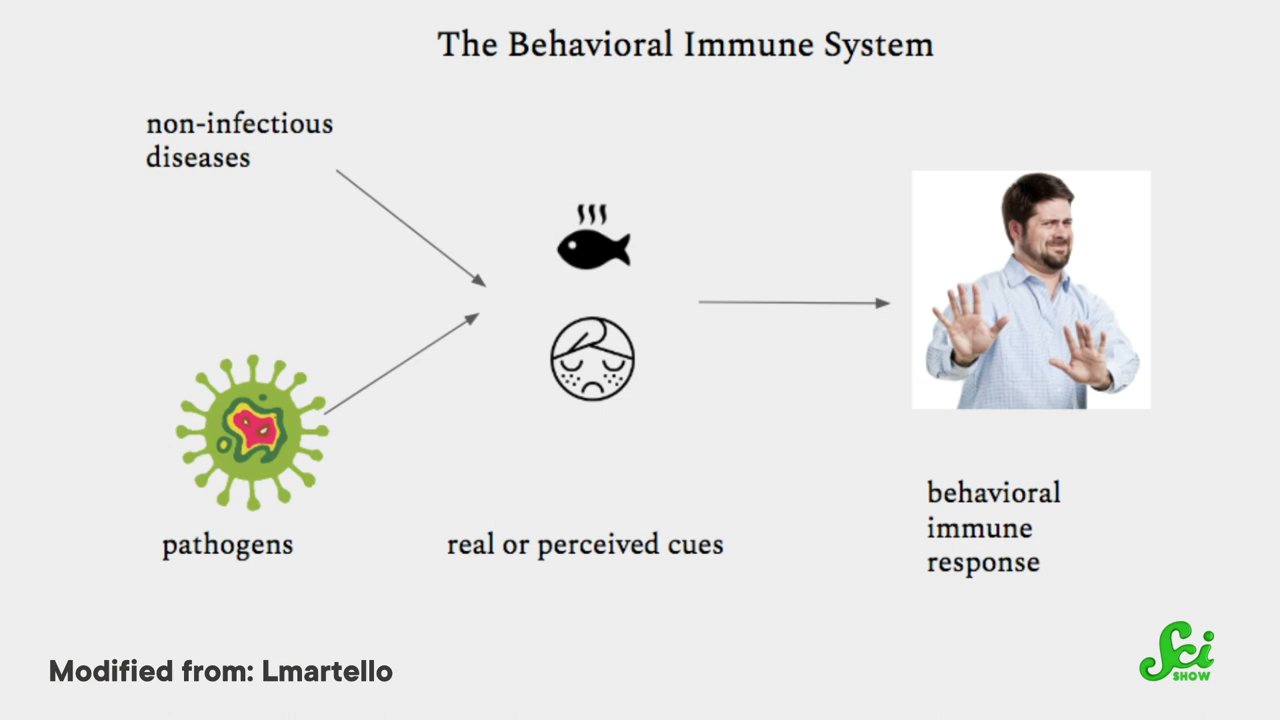 The Behavioral Immune System
non-infectious
diseases
pathogens
real or perceived cues
behavioral
immune
response
Modified from: Lmartello
Sci
SHOW